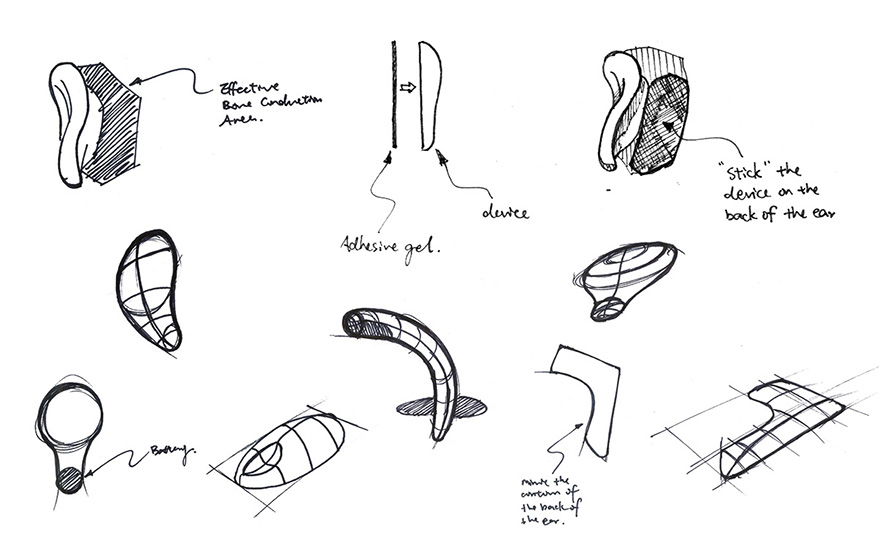 Effective
Bone Conduction
Area.
Adhesive gel.
device
"Stick" the
device on the
back of the ear
Battery.
mimic the
contour of
the back of
the ear.